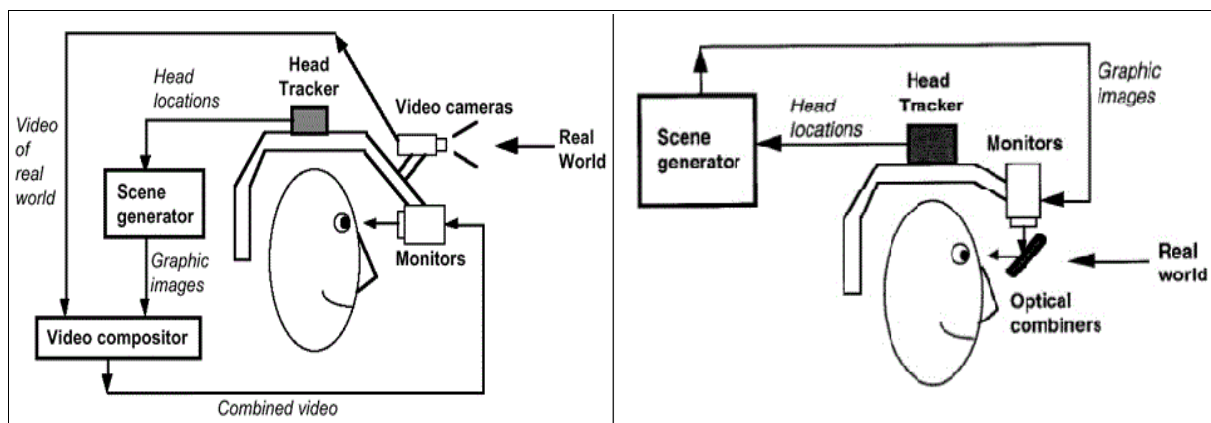 Head
Tracker
Head
locations
Video cameras
Real
World
Video
of
real
world
Scene
generator
Monitors
Graphic
images
Video compositor
Combined video
Head
Tracker
Graphic
images
Scene
generator
Head
locations
Monitors
Real
world
Optical
combiners